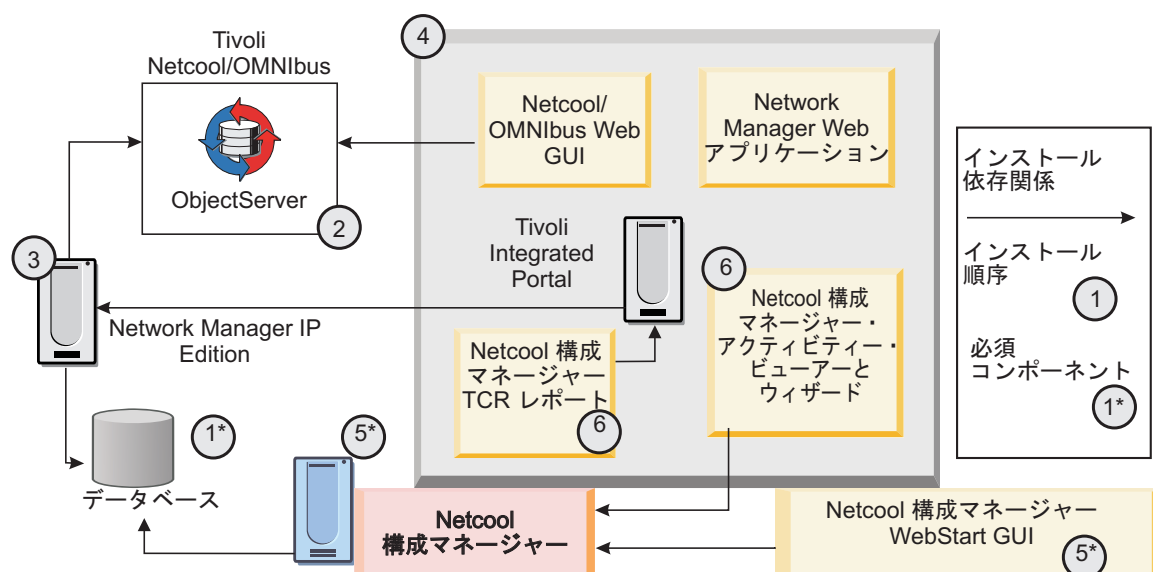 Tivoli
Netcool/OMNIbus
ObjectServer
2
3
Network Manager IP
Edition
1*
データベース
5*
4
Netcool/
OMNIbus Web
GUI
Network
Manager Web
アプリケーション
Tivoli
Integrated
Portal
Netcool 構成
マネージャー
TCR レポート
6
6
Netcool 構成
マネージャー・
アクティビティー・
ビューアーと
ウィザード
Netcool
構成マネージャー
Netcool 構成マネージャー
WebStart GUI
5*
インストール
依存関係
インストール
順序
1
必須
コンポーネント
1*